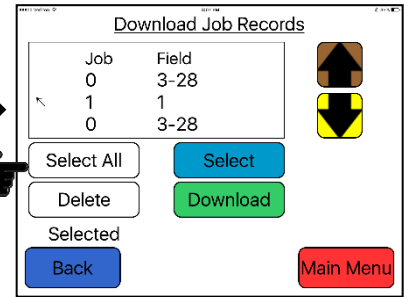 Download Job Records
Job Field
0 3-28
1 1
0 3-28
Select All Select
Delete Download
Selected
Back Main Menu